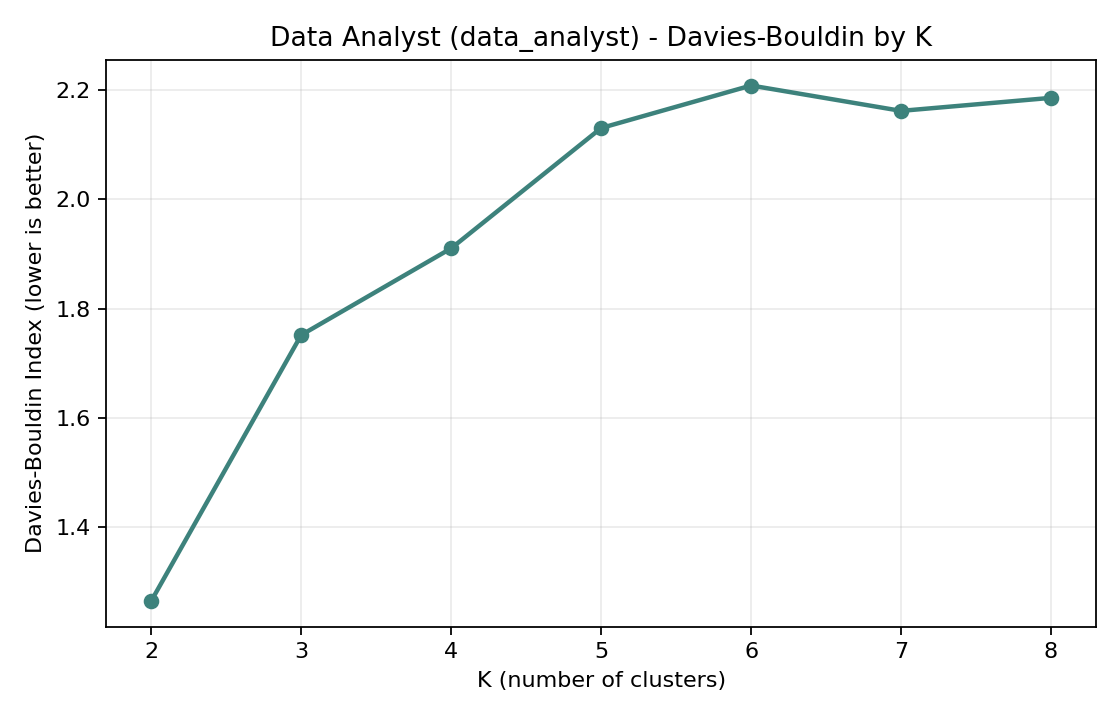 Data Analyst (data_analyst) - Davies-Bouldin by K
Davies-Bouldin Index (lower is better)
2.2
2.0
1.8
1.6
1.4
2 3 4 5 6 7 8
K (number of clusters)